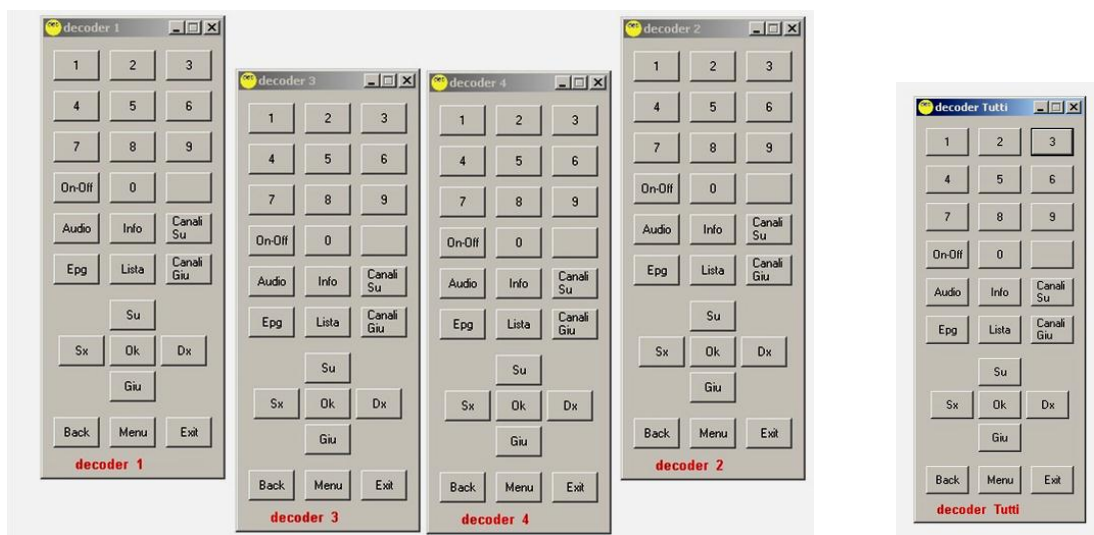 decoder 1
1 2 3
4 5 6
7 8 9
On-Off 0
Audio Info Canali Su
Epg Lista Canali Giu
Su
Sx Ok Dx
Giu
Back Menu Exit
decoder 1
decoder 3
1 2 3
4 5 6
7 8 9
On-Off 0
Audio Info Canali Su
Epg Lista Canali Giu
Su
Sx Ok Dx
Giu
Back Menu Exit
decoder 3
decoder 4
1 2 3
4 5 6
7 8 9
On-Off 0
Audio Info Canali Su
Epg Lista Canali Giu
Su
Sx Ok Dx
Giu
Back Menu Exit
decoder 4
decoder 2
1 2 3
4 5 6
7 8 9
On-Off 0
Audio Info Canali Su
Epg Lista Canali Giu
Su
Sx Ok Dx
Giu
Back Menu Exit
decoder 2
decoder Tutti
1 2 3
4 5 6
7 8 9
On-Off 0
Audio Info Canali Su
Epg Lista Canali Giu
Su
Sx Ok Dx
Giu
Back Menu Exit
decoder Tutti